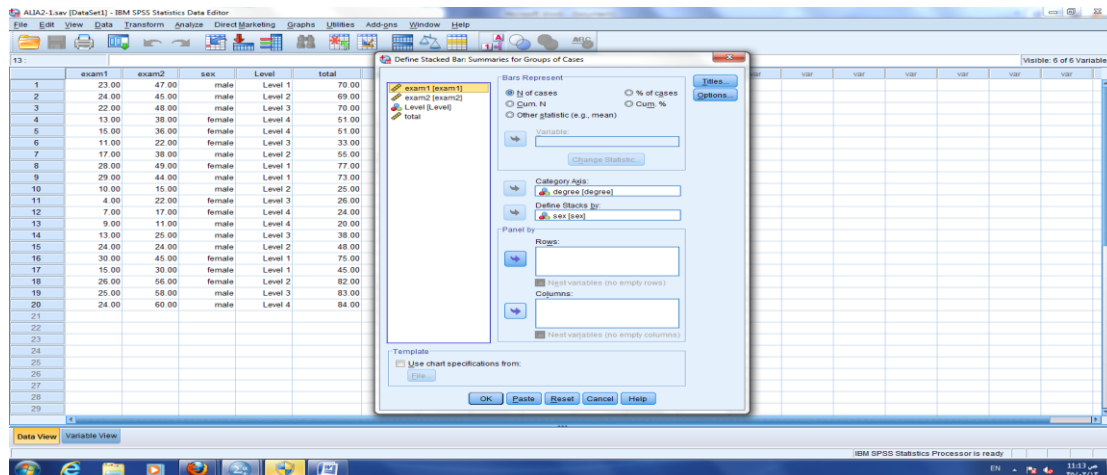 ALIA2-1.sav [DataSet1] - IBM SPSS Statistics Data Editor
File Edit View Data Transform Analyze Direct Marketing Graphs Utilities Add-ons Window Help
13 :
Visible: 6 of 6 Variable
exam1 exam2 sex Level total var var var var var var
1 23.00 47.00 male Level 1 70.00
2 24.00 45.00 male Level 2 69.00
3 22.00 48.00 male Level 3 70.00
4 13.00 38.00 female Level 4 51.00
5 15.00 36.00 female Level 4 51.00
6 11.00 22.00 female Level 3 33.00
7 17.00 38.00 male Level 2 55.00
8 28.00 49.00 female Level 1 77.00
9 29.00 44.00 male Level 1 73.00
10 10.00 15.00 male Level 2 25.00
11 4.00 22.00 female Level 3 26.00
12 7.00 17.00 female Level 4 24.00
13 9.00 11.00 male Level 4 20.00
14 13.00 25.00 male Level 3 38.00
15 24.00 24.00 male Level 2 48.00
16 30.00 45.00 female Level 1 75.00
17 15.00 30.00 female Level 1 45.00
18 26.00 56.00 female Level 2 82.00
19 25.00 58.00 male Level 3 83.00
20 24.00 60.00 male Level 4 84.00
21
22
23
24
25
26
27
28
29
Define Stacked Bar: Summaries for Groups of Cases
exam1 [exam1]
exam2 [exam2]
Level [Level]
total
Bars Represent
N of cases % of cases
Cum. N Cum. %
Other statistic (e.g., mean)
Variable:
Change Statistic...
Category Axis:
degree [degree]
Define Stacks by:
sex [sex]
Panel by
Rows:
Nest variables (no empty rows)
Columns:
Nest variables (no empty columns)
Titles...
Options...
Template
Use chart specifications from:
File...
OK Paste Reset Cancel Help
Data View Variable View
IBM SPSS Statistics Processor is ready
EN
11:13 ص